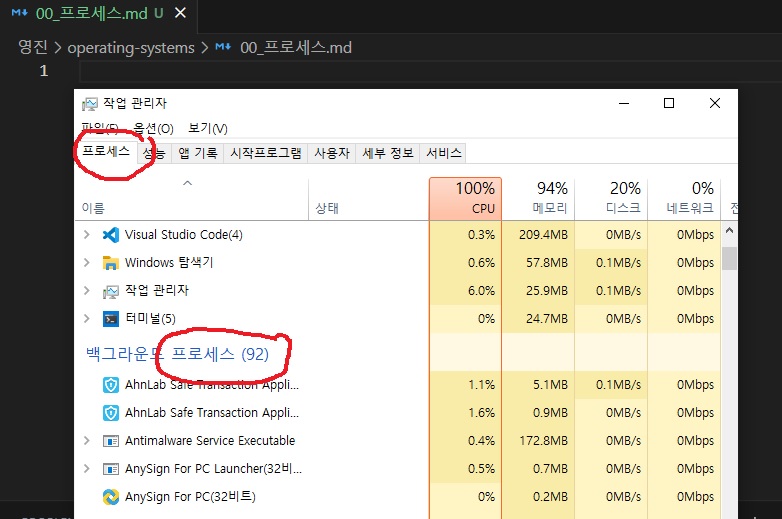 00_프로세스.md U
영진 > operating-systems > 00_프로세스.md
1
작업 관리자
파일(F) 옵션(O) 보기(V)
프로세스 성능 앱 기록 시작프로그램 사용자 세부 정보 서비스
100% 94% 20% 0%
이름 상태 CPU 메모리 디스크 네트워크 전
Visual Studio Code(4) 0.3% 209.4MB 0MB/s 0Mbps
Windows 탐색기 0.6% 57.8MB 0.1MB/s 0Mbps
작업 관리자 6.0% 25.9MB 0.1MB/s 0Mbps
터미널(5) 0% 24.7MB 0MB/s 0Mbps
백그라운드 프로세스 (92)
AhnLab Safe Transaction Appli... 1.1% 5.1MB 0.1MB/s 0Mbps
AhnLab Safe Transaction Appli... 1.6% 0.9MB 0MB/s 0Mbps
Antimalware Service Executable 0.4% 172.8MB 0MB/s 0Mbps
AnySign For PC Launcher(32비... 0.5% 0.7MB 0MB/s 0Mbps
AnySign For PC(32비트) 0% 0.2MB 0MB/s 0Mbps